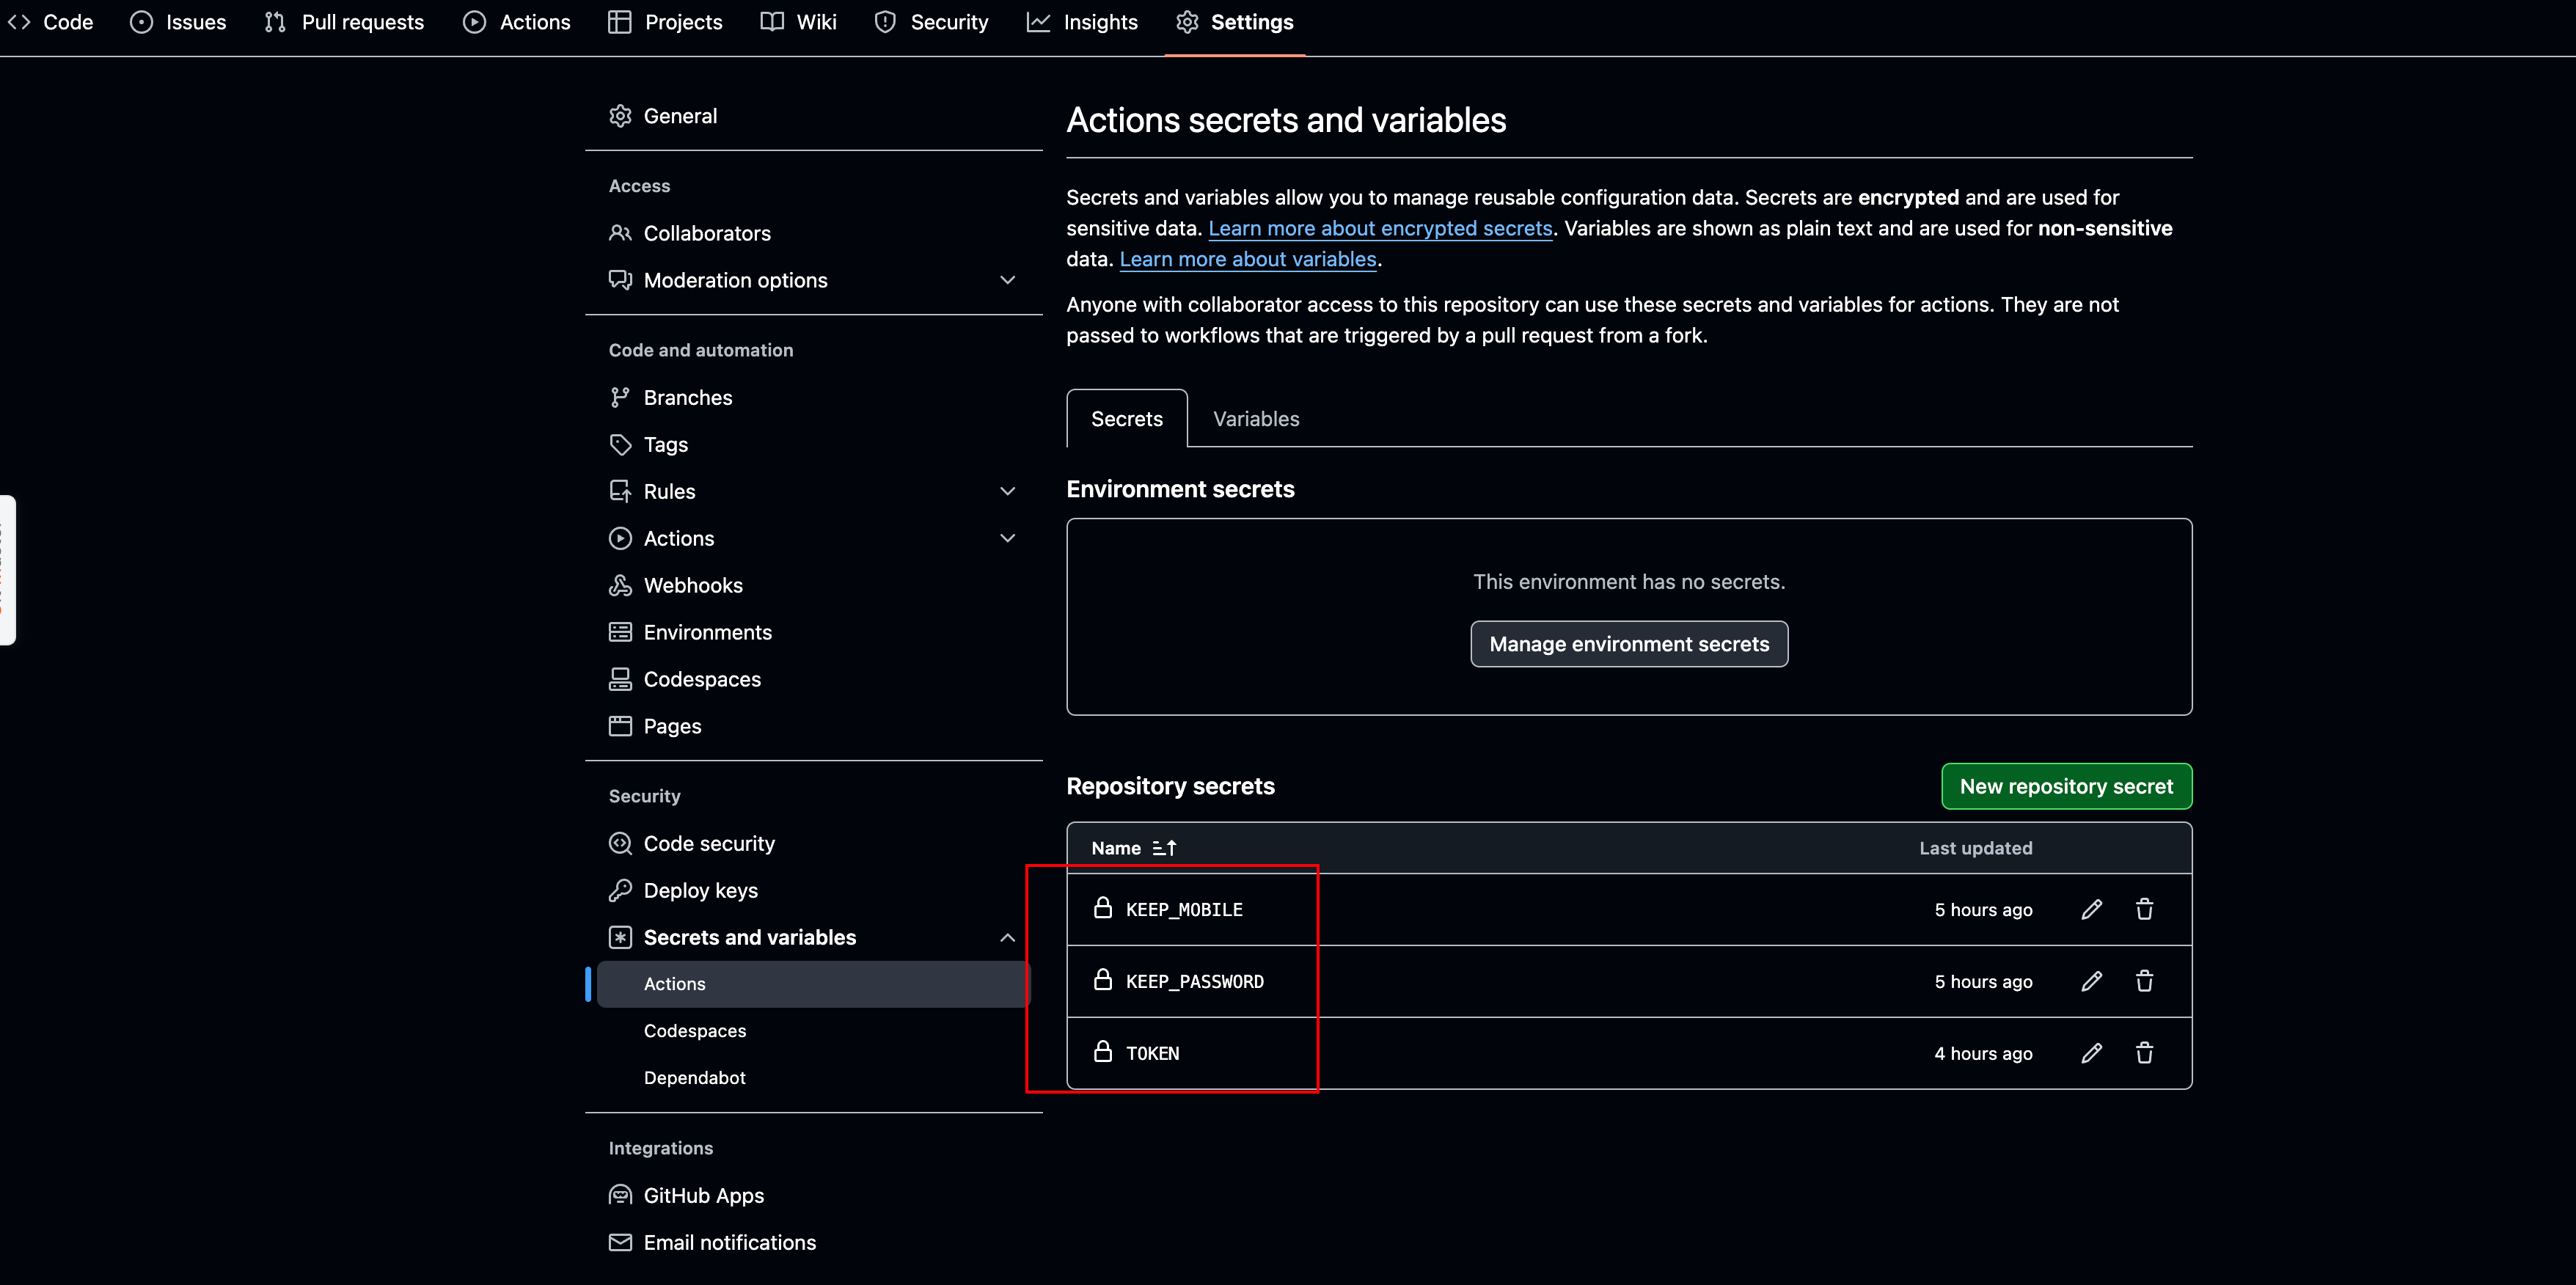 Code
Issues
Pull requests
Actions
Projects
Wiki
Security
Insights
Settings
General
Access
Collaborators
Moderation options
Code and automation
Branches
Tags
Rules
Actions
Webhooks
Environments
Codespaces
Pages
Security
Code security
Deploy keys
Secrets and variables
Actions
Codespaces
Dependabot
Integrations
GitHub Apps
Email notifications
Actions secrets and variables
Secrets and variables allow you to manage reusable configuration data. Secrets are encrypted and are used for
sensitive data. Learn more about encrypted secrets. Variables are shown as plain text and are used for non-sensitive
data. Learn more about variables.
Anyone with collaborator access to this repository can use these secrets and variables for actions. They are not
passed to workflows that are triggered by a pull request from a fork.
Secrets
Variables
Environment secrets
This environment has no secrets.
Manage environment secrets
Repository secrets
New repository secret
Name
Last updated
KEEP_MOBILE
5 hours ago
KEEP_PASSWORD
5 hours ago
TOKEN
4 hours ago